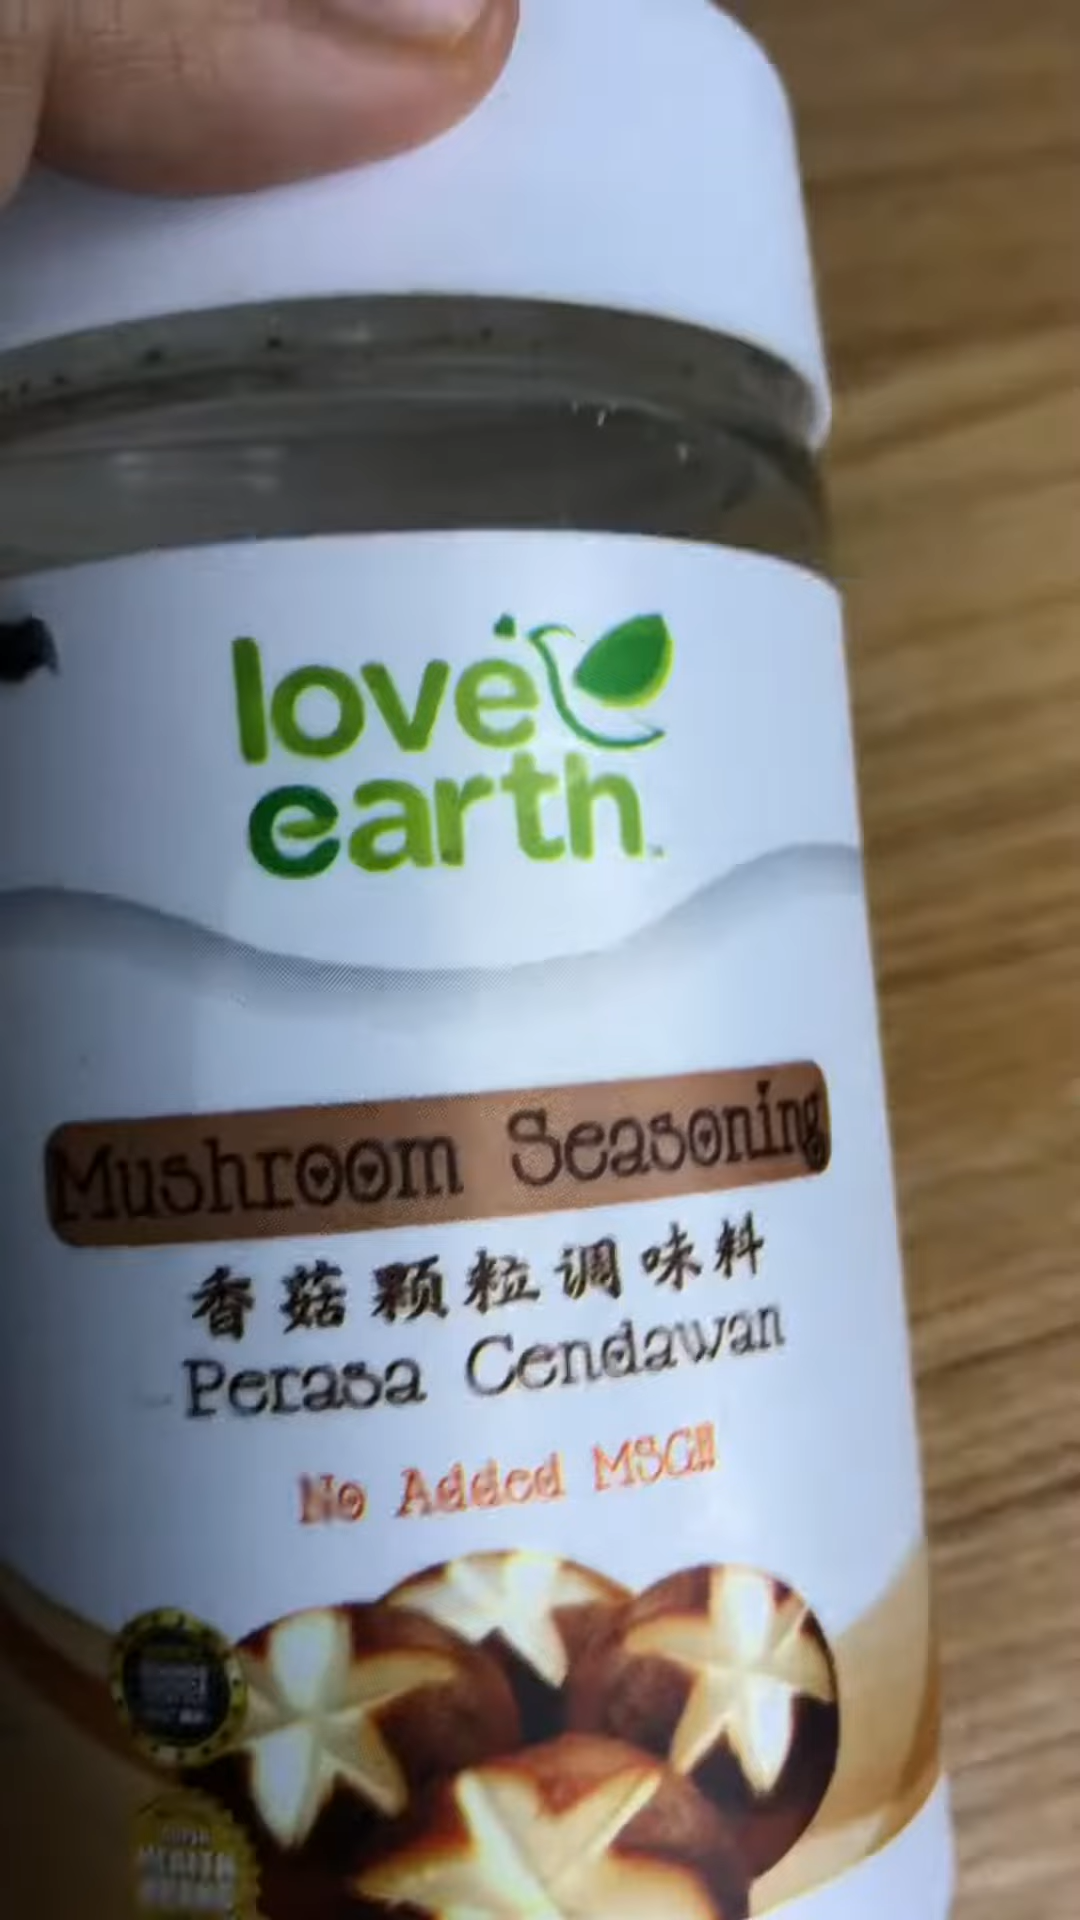 love
earth
Mushroom Seasoning
香菇颗粒调味料
Perasa Cendawan
No Added MSG!!